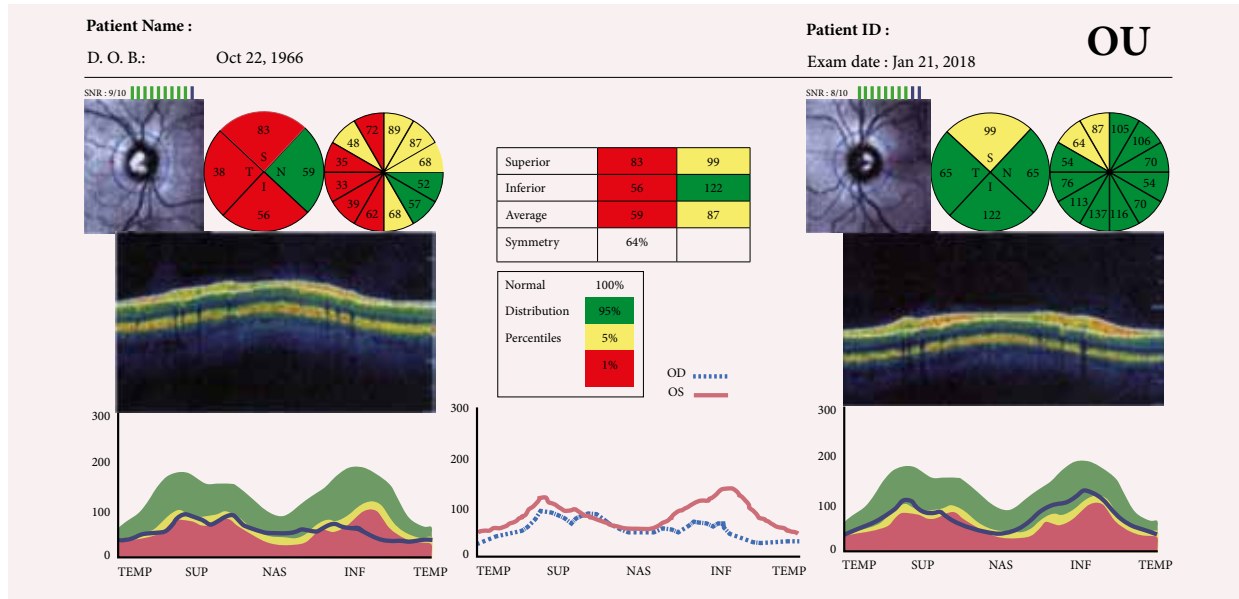 Patient Name :
D. O. B.: Oct 22, 1966
Patient ID :
Exam date : Jan 21, 2018
OU
SNR : 9/10
83
S
T N
I
38
59
56
72 89
48 87
35 68
33 52
39 57
62 68
Superior 83 99
Inferior 56 122
Average 59 87
Symmetry 64%
Normal 100%
Distribution 95%
Percentiles 5%
1%
OD
OS
SNR : 8/10
99
S
T N
I
65
65
122
87 105
64 106
54 70
76 54
113 70
137 116
300
200
100
0
TEMP SUP NAS INF TEMP
300
200
100
0
TEMP SUP NAS INF TEMP
300
200
100
0
TEMP SUP NAS INF TEMP